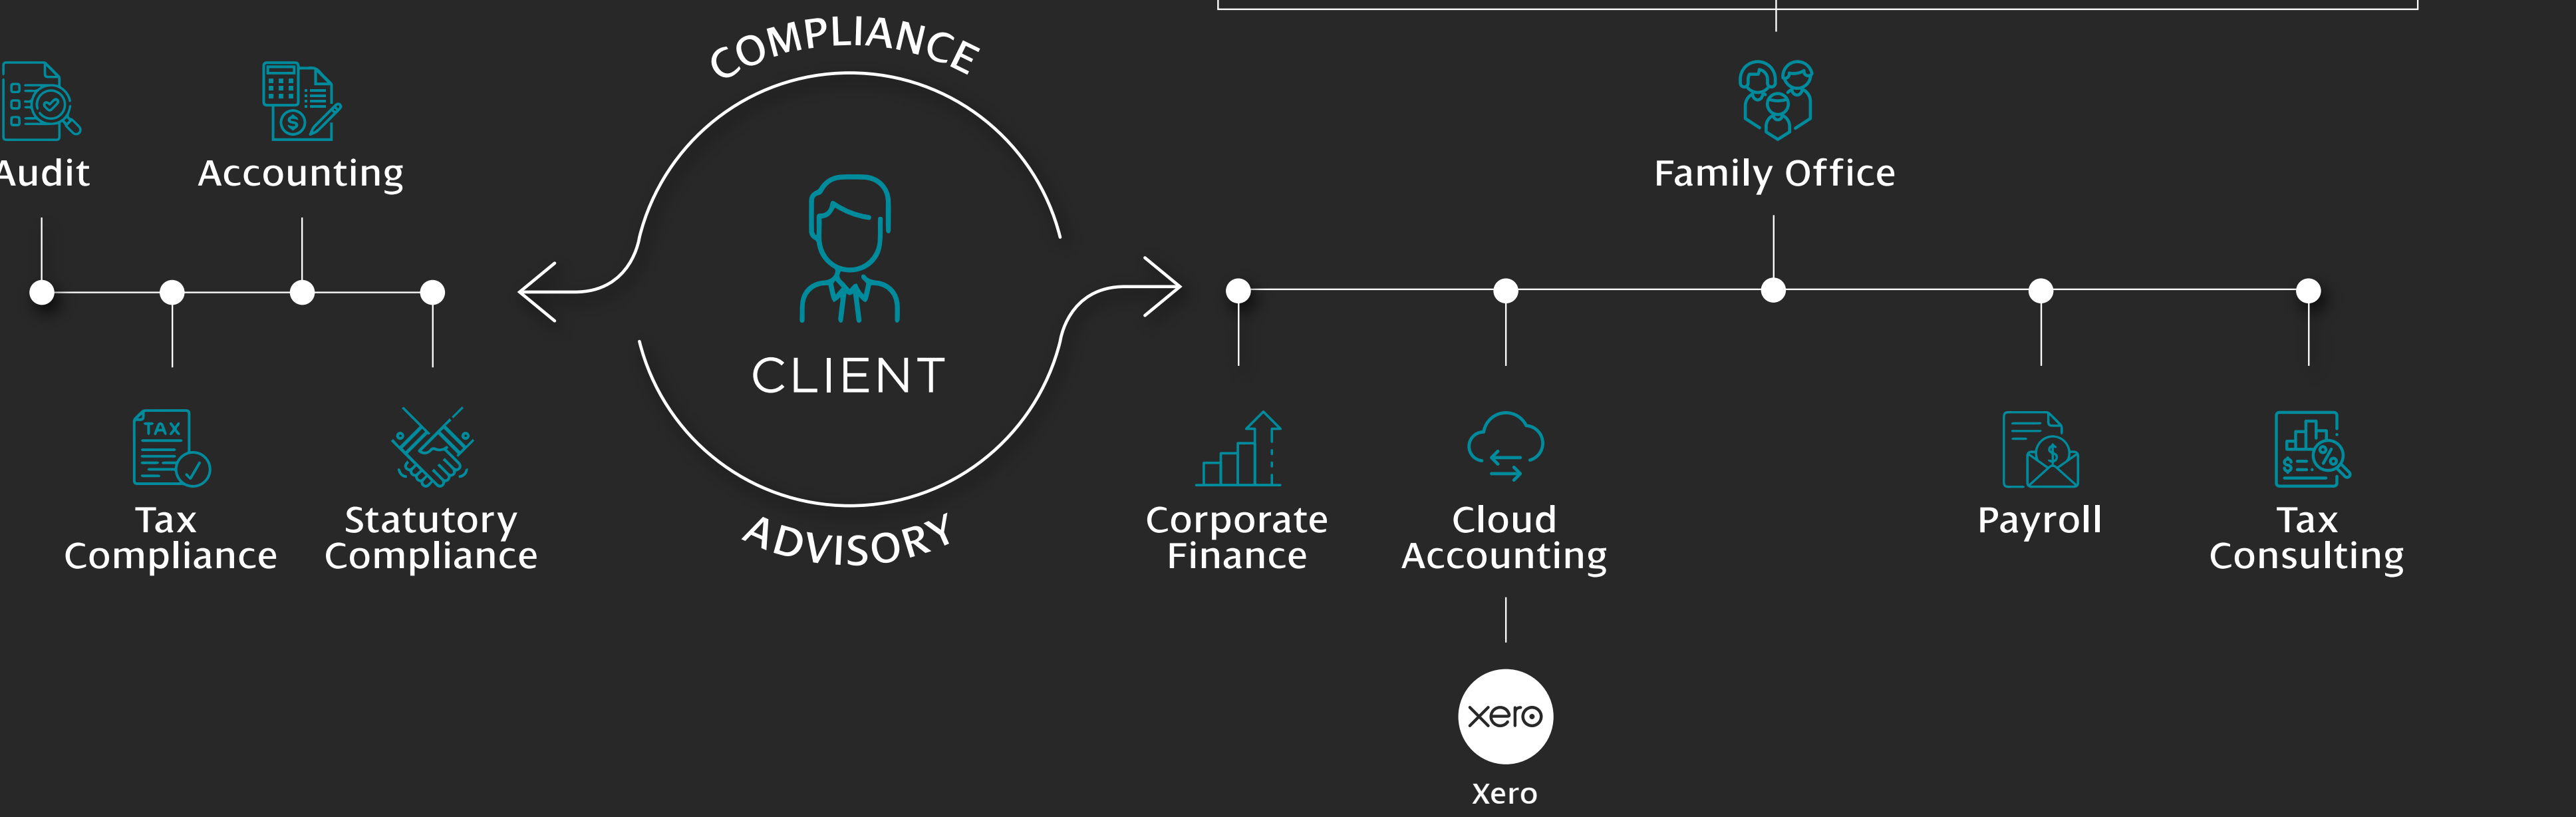 COMPLIANCE
Audit
Accounting
Family Office
TAX
CLIENT
Tax
Compliance
Statutory
Compliance
ADVISORY
Corporate
Finance
Cloud
Accounting
Payroll
Tax
Consulting
xero
Xero